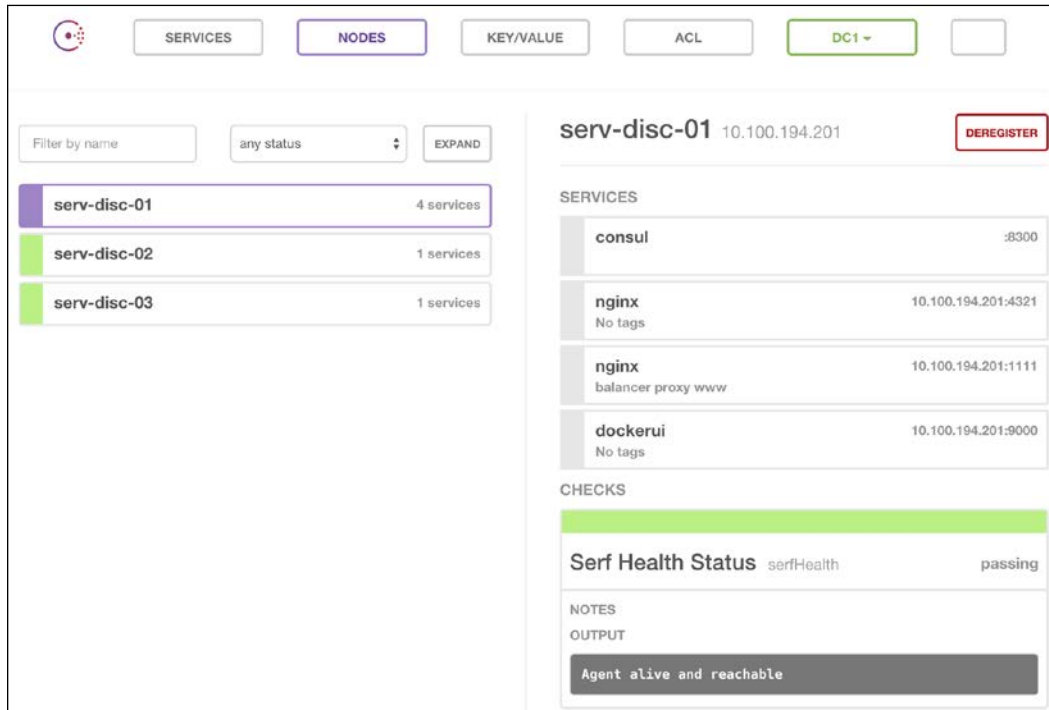 SERVICES NODES KEY/VALUE ACL DC1
Filter by name any status EXPAND
serv-disc-01 4 services
serv-disc-02 1 services
serv-disc-03 1 services
serv-disc-01 10.100.194.201 DEREGISTER
SERVICES
consul :8300
nginx 10.100.194.201:4321
No tags
nginx 10.100.194.201:1111
balancer proxy www
dockerui 10.100.194.201:9000
No tags
CHECKS
Serf Health Status serfHealth passing
NOTES
OUTPUT
Agent alive and reachable